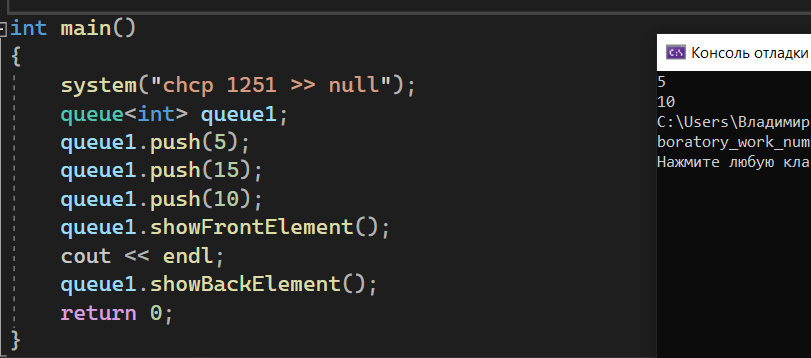 int main()
{
system("chcp 1251 >> null");
queue<int> queue1;
queue1.push(5);
queue1.push(15);
queue1.push(10);
queue1.showFrontElement();
cout << endl;
queue1.showBackElement();
return 0;
}
Консоль отладки
5
10
C:\Users\Владимир
boratory_work_num
Нажмите любую кла